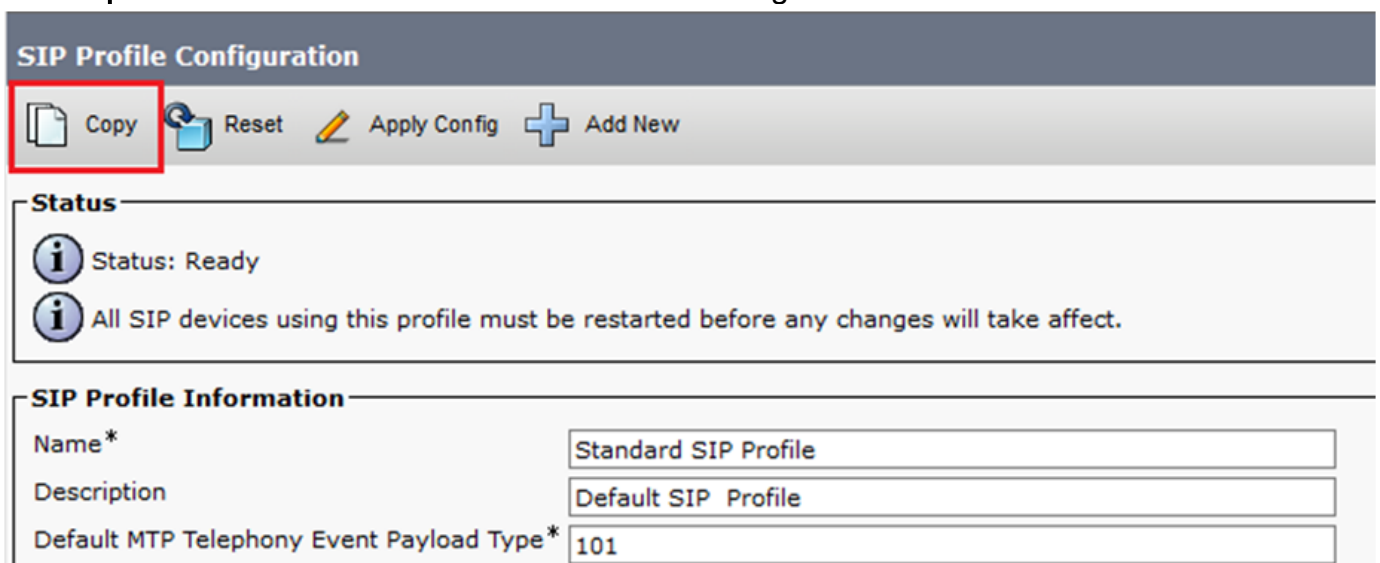 SIP Profile Configuration
Copy Reset Apply Config Add New
Status
Status: Ready
All SIP devices using this profile must be restarted before any changes will take affect.
SIP Profile Information
Name* Standard SIP Profile
Description Default SIP Profile
Default MTP Telephony Event Payload Type* 101